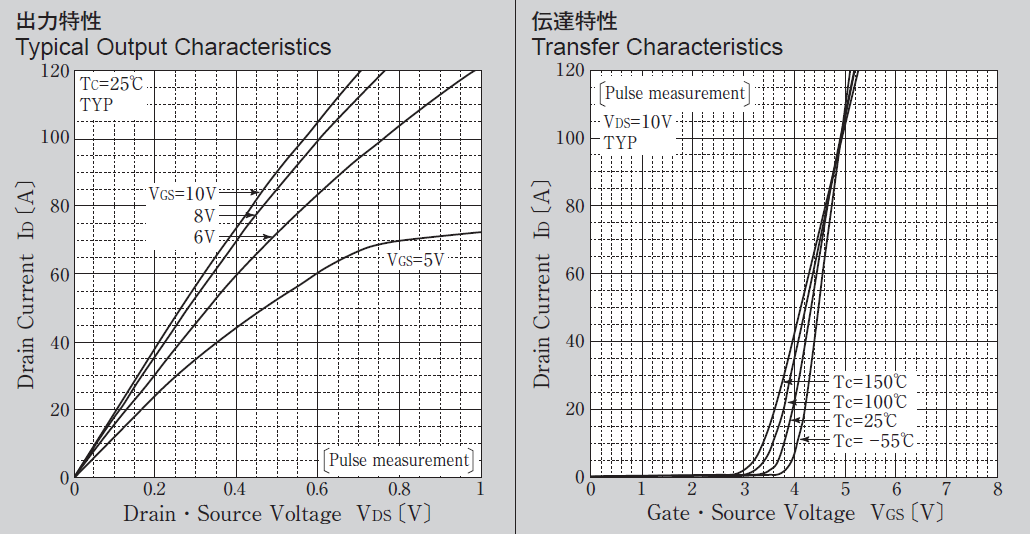 出力特性
Typical Output Characteristics
120
100
80
60
40
20
0
Drain Current ID〔A〕
TC=25℃
TYP
VGS=10V
8V
6V
VGS=5V
〔Pulse measurement〕
0 0.2 0.4 0.6 0.8 1
Drain・Source Voltage VDS〔V〕
伝達特性
Transfer Characteristics
120
100
80
60
40
20
0
Drain Current ID〔A〕
〔Pulse measurement〕
VDS=10V
TYP
Tc=150℃
Tc=100℃
Tc=25℃
Tc= -55℃
0 1 2 3 4 5 6 7 8
Gate・Source Voltage VGS〔V〕